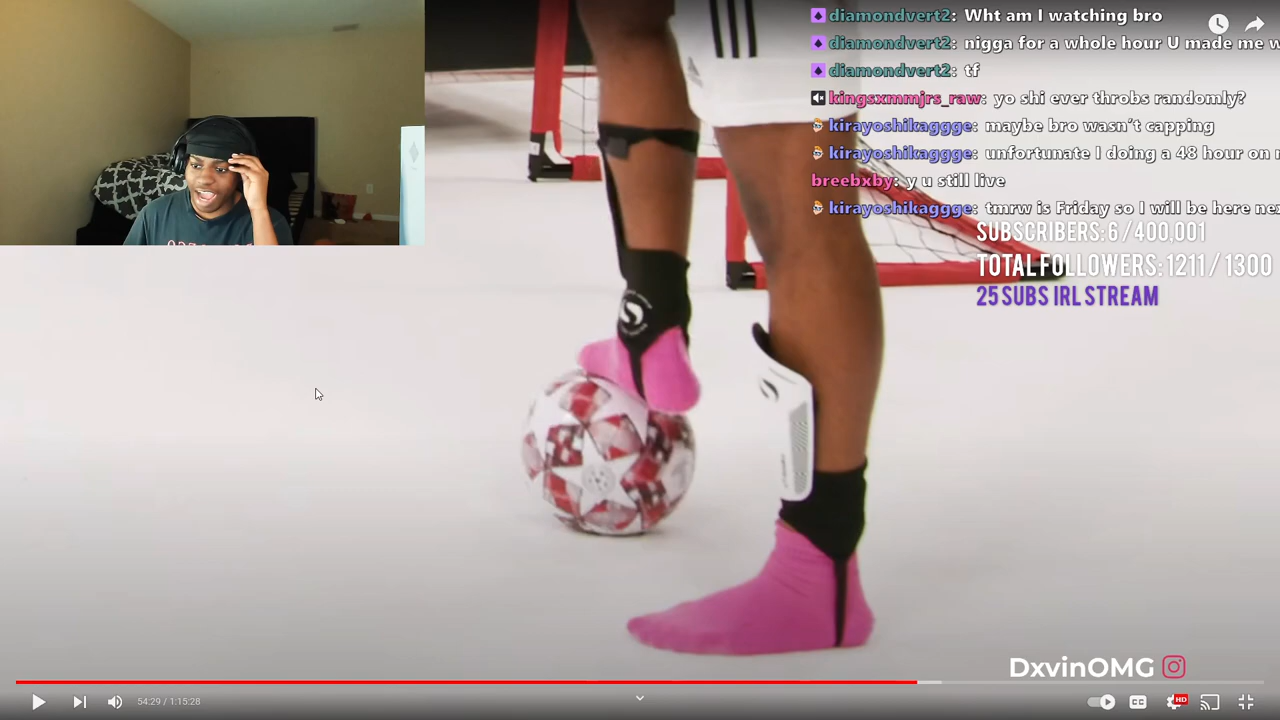 diamondvert2: Wht am I watching bro
diamondvert2: nigga for a whole hour U made me w
diamondvert2: tf
kingsxmmjrs_raw: yo shi ever throbs randomly?
kirayoshikaggge: maybe bro wasn't capping
kirayoshikaggge: unfortunate I doing a 48 hour on
breebxby: y u still live
kirayoshikaggge: tmrw is Friday so I will be here
SUBSCRIBERS: 6 / 400,001
TOTAL FOLLOWERS: 1211 / 1300
25 SUBS IRL STREAM
DxvinOMG
54:29 / 1:15:28
CC
HD